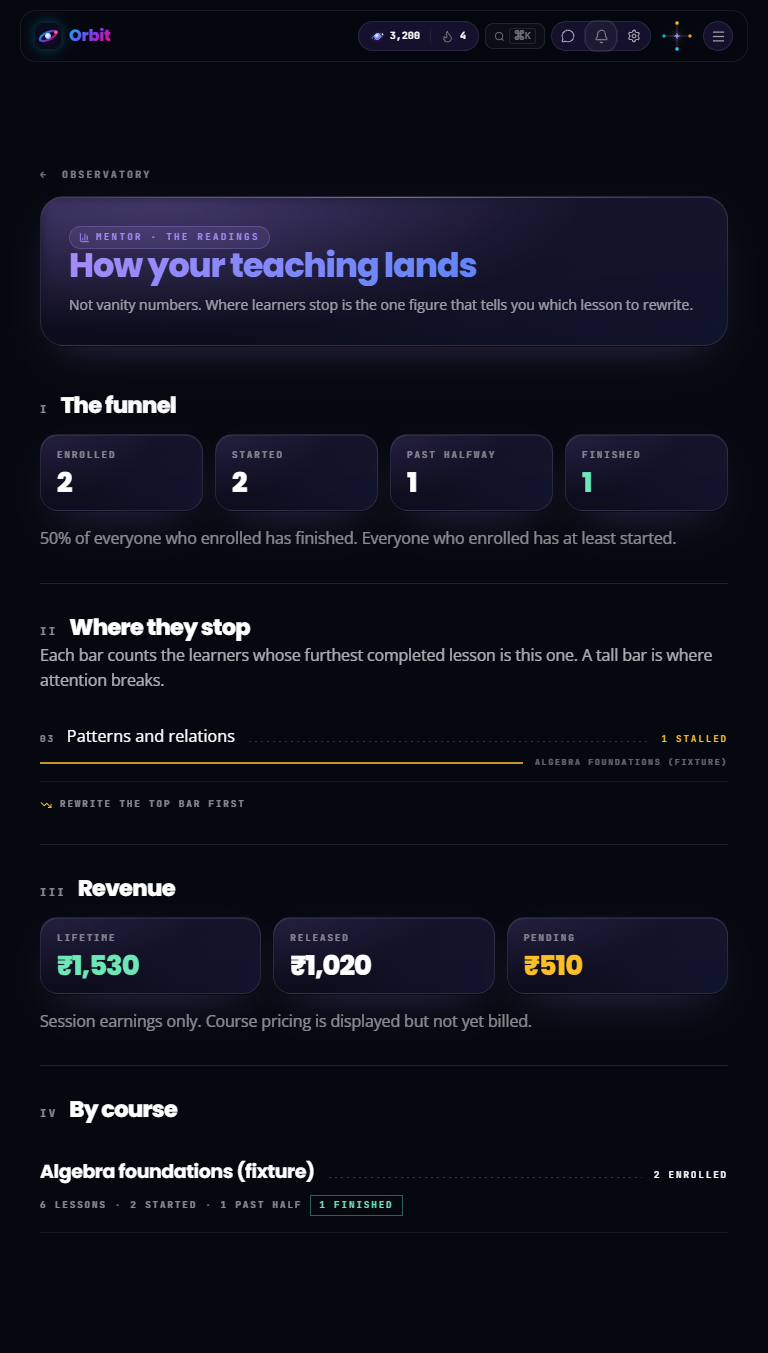 Orbit
3,200
4
⌘K
← OBSERVATORY
MENTOR · THE READINGS
How your teaching lands
Not vanity numbers. Where learners stop is the one figure that tells you which lesson to rewrite.
I The funnel
ENROLLED
2
STARTED
2
PAST HALFWAY
1
FINISHED
1
50% of everyone who enrolled has finished. Everyone who enrolled has at least started.
II Where they stop
Each bar counts the learners whose furthest completed lesson is this one. A tall bar is where
attention breaks.
03 Patterns and relations 1 STALLED
ALGEBRA FOUNDATIONS (FIXTURE)
REWRITE THE TOP BAR FIRST
III Revenue
LIFETIME
₹1,530
RELEASED
₹1,020
PENDING
₹510
Session earnings only. Course pricing is displayed but not yet billed.
IV By course
Algebra foundations (fixture) 2 ENROLLED
6 LESSONS · 2 STARTED · 1 PAST HALF 1 FINISHED